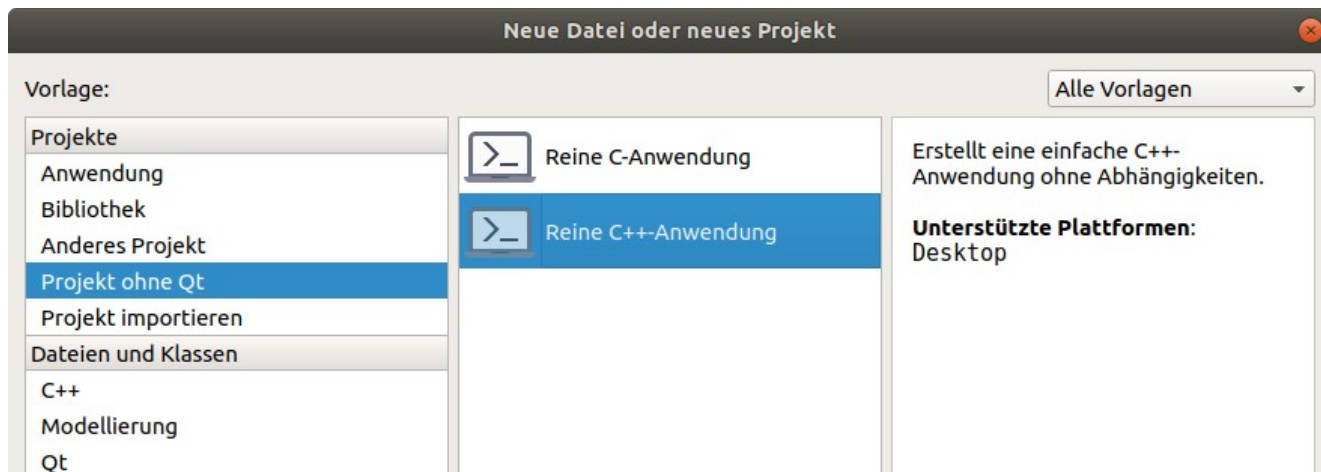 Neue Datei oder neues Projekt
Vorlage:
Alle Vorlagen
Projekte
Anwendung
Bibliothek
Anderes Projekt
Projekt ohne Qt
Projekt importieren
Dateien und Klassen
C++
Modellierung
Qt
Reine C-Anwendung
Reine C++-Anwendung
Erstellt eine einfache C++-
Anwendung ohne Abhängigkeiten.
Unterstützte Plattformen:
Desktop